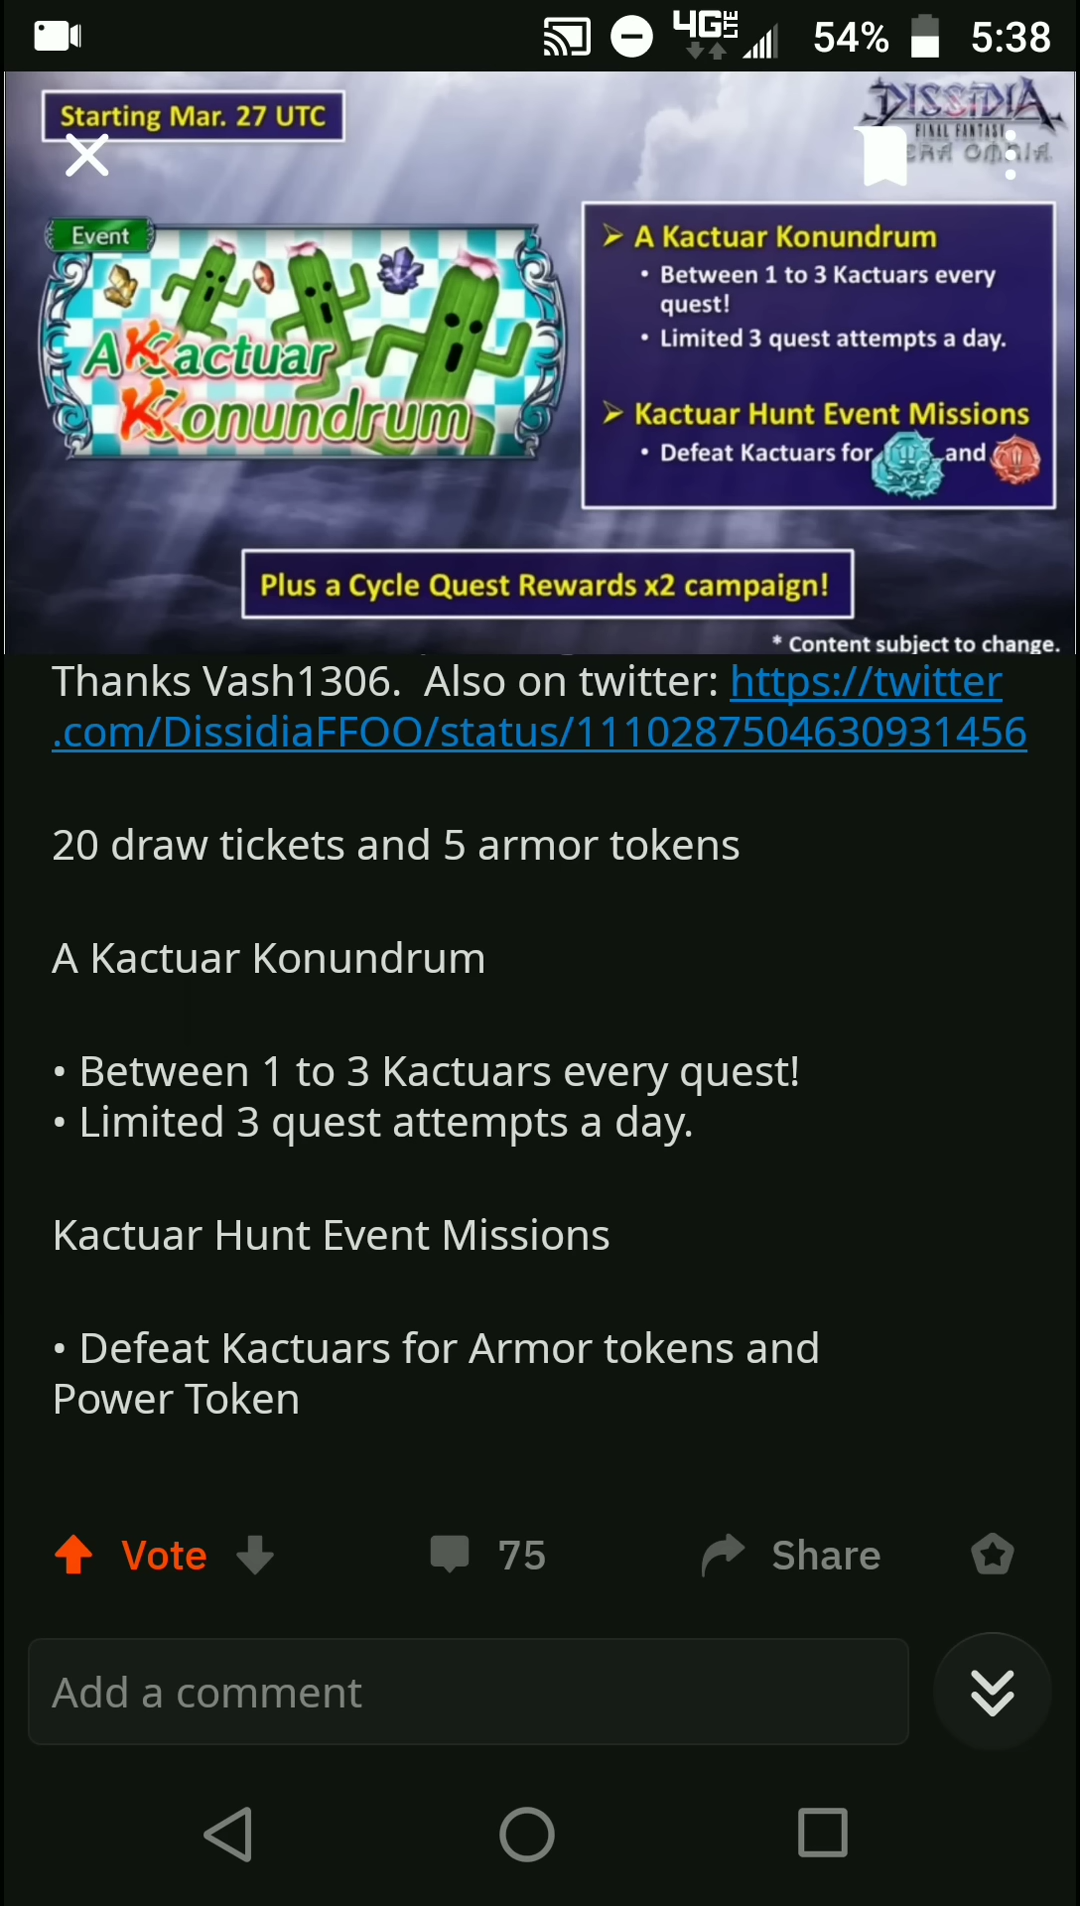 4G LTE 54% 5:38
Starting Mar. 27 UTC
DISSIDIA
FINAL FANTASY
OPERA OMNIA
Event
A Kactuar
Konundrum
➢ A Kactuar Konundrum
• Between 1 to 3 Kactuars every
quest!
• Limited 3 quest attempts a day.
➢ Kactuar Hunt Event Missions
• Defeat Kactuars for and
Plus a Cycle Quest Rewards x2 campaign!
* Content subject to change.
Thanks Vash1306. Also on twitter: https://twitter
.com/DissidiaFFOO/status/1110287504630931456
20 draw tickets and 5 armor tokens
A Kactuar Konundrum
• Between 1 to 3 Kactuars every quest!
• Limited 3 quest attempts a day.
Kactuar Hunt Event Missions
• Defeat Kactuars for Armor tokens and
Power Token
Vote 75 Share
Add a comment